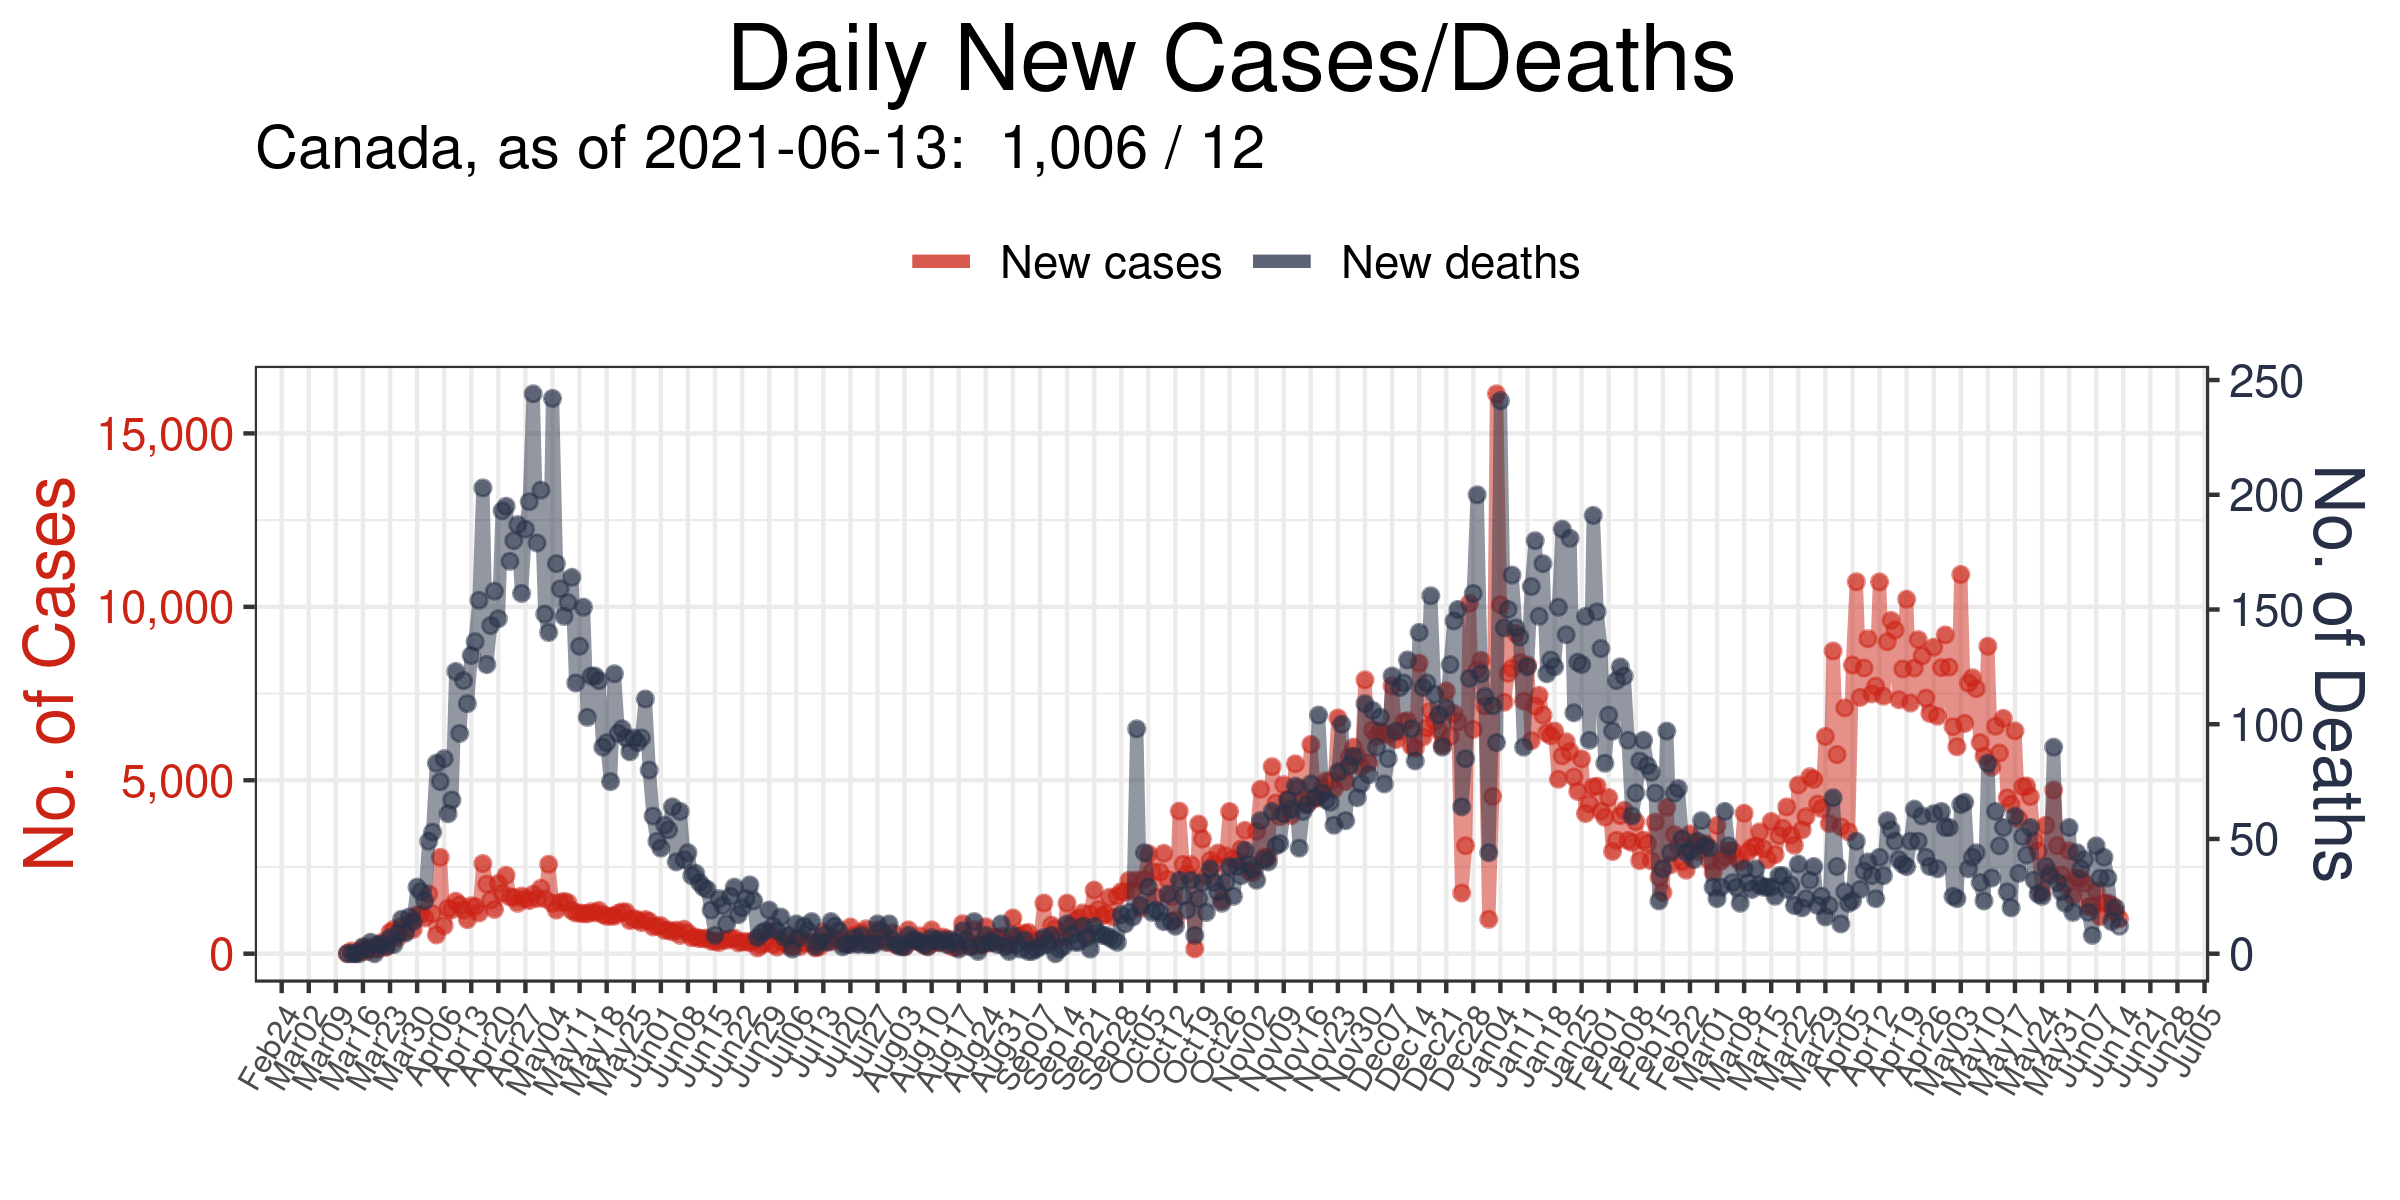 Daily New Cases/Deaths
Canada, as of 2021-06-13: 1,006 / 12
New cases
New deaths
No. of Cases
15,000
10,000
5,000
0
250
200
150
100
50
0
No. of Deaths
Feb24
Mar02
Mar09
Mar16
Mar23
Mar30
Apr06
Apr13
Apr20
Apr27
May04
May11
May18
May25
Jun01
Jun08
Jun15
Jun22
Jun29
Jul06
Jul13
Jul20
Jul27
Aug03
Aug10
Aug17
Aug24
Aug31
Sep07
Sep14
Sep21
Sep28
Oct05
Oct12
Oct19
Oct26
Nov02
Nov09
Nov16
Nov23
Nov30
Dec07
Dec14
Dec21
Dec28
Jan04
Jan11
Jan18
Jan25
Feb01
Feb08
Feb15
Feb22
Mar01
Mar08
Mar15
Mar22
Mar29
Apr05
Apr12
Apr19
Apr26
May03
May10
May17
May24
May31
Jun07
Jun14
Jun21
Jun28
Jul05